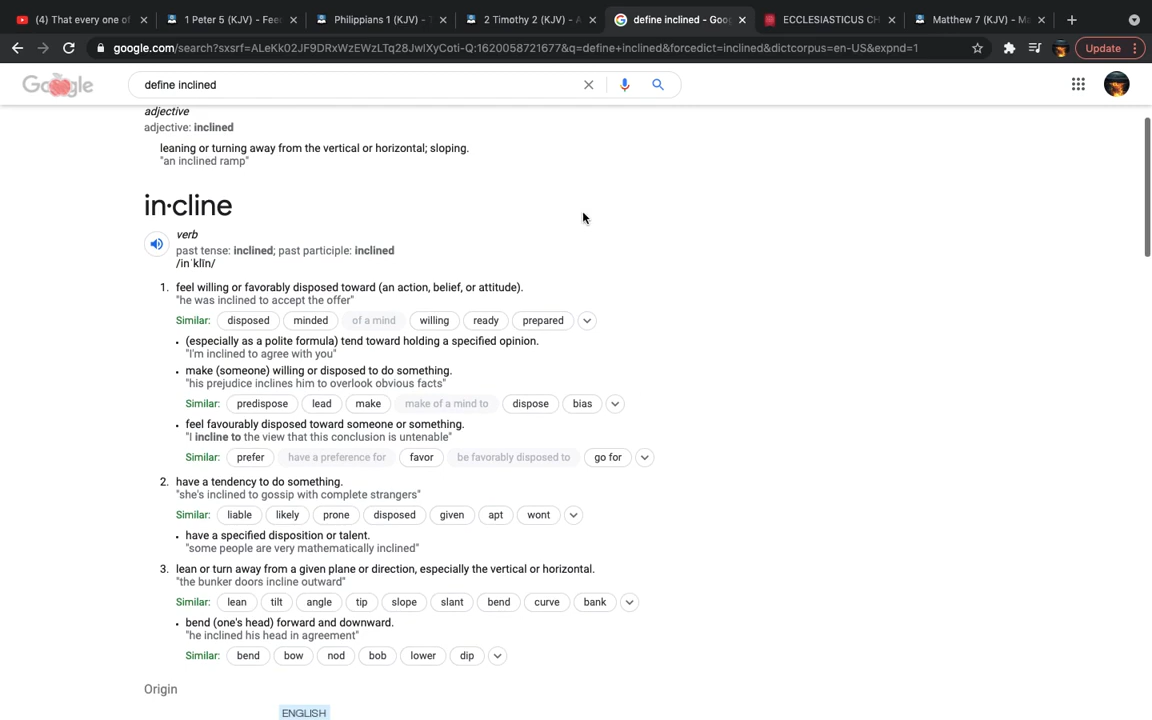 (4) That every one of
1 Peter 5 (KJV) - Fee
Philippians 1 (KJV) - T
2 Timothy 2 (KJV) - A
define inclined - Goog
ECCLESIASTICUS CH
Matthew 7 (KJV) - Ma
google.com/search?sxsrf=ALeKk02JF9DRxWzEWzLTq28JwlXyCoti-Q:1620058721677&q=define+inclined&forcedict=inclined&dictcorpus=en-US&expnd=1
Update
Google
define inclined
adjective
adjective: inclined
leaning or turning away from the vertical or horizontal; sloping.
"an inclined ramp"
in·cline
verb
past tense: inclined; past participle: inclined
/inˈklīn/
1. feel willing or favorably disposed toward (an action, belief, or attitude).
"he was inclined to accept the offer"
Similar: disposed minded of a mind willing ready prepared
• (especially as a polite formula) tend toward holding a specified opinion.
"I'm inclined to agree with you"
• make (someone) willing or disposed to do something.
"his prejudice inclines him to overlook obvious facts"
Similar: predispose lead make make of a mind to dispose bias
• feel favourably disposed toward someone or something.
"I incline to the view that this conclusion is untenable"
Similar: prefer have a preference for favor be favorably disposed to go for
2. have a tendency to do something.
"she's inclined to gossip with complete strangers"
Similar: liable likely prone disposed given apt wont
• have a specified disposition or talent.
"some people are very mathematically inclined"
3. lean or turn away from a given plane or direction, especially the vertical or horizontal.
"the bunker doors incline outward"
Similar: lean tilt angle tip slope slant bend curve bank
• bend (one's head) forward and downward.
"he inclined his head in agreement"
Similar: bend bow nod bob lower dip
Origin
ENGLISH